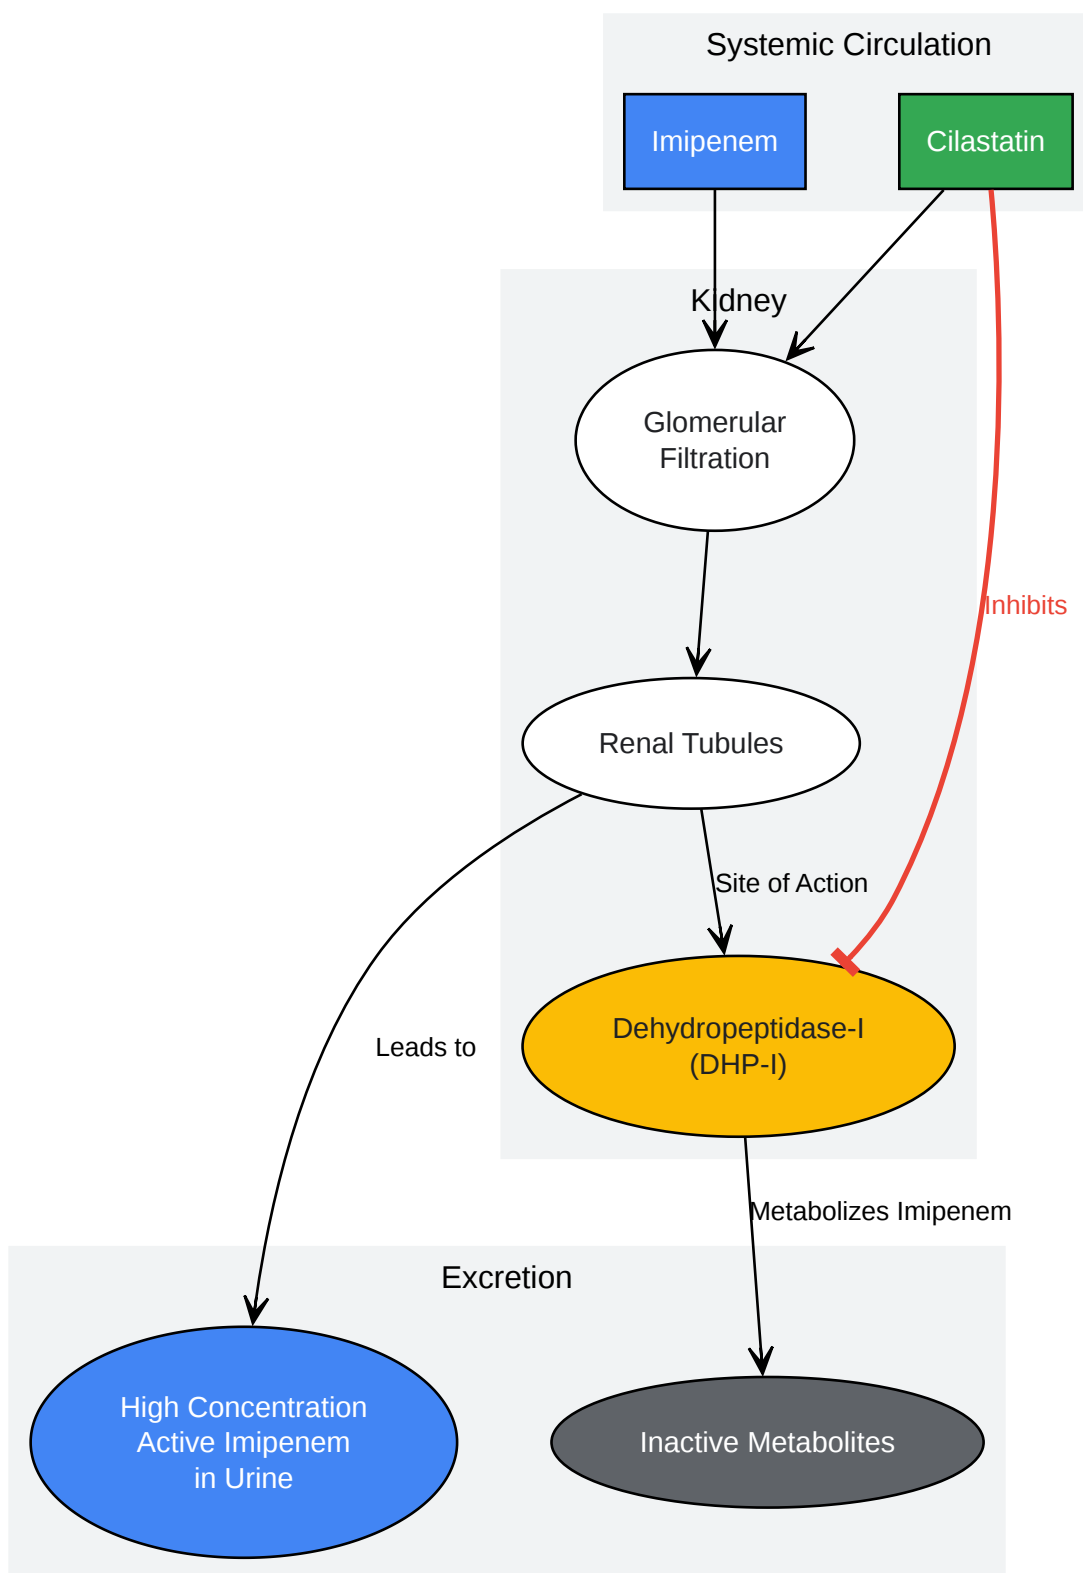 Systemic Circulation
Imipenem
Cilastatin
Kidney
Glomerular
Filtration
Inhibits
Renal Tubules
Site of Action
Dehydropeptidase-I
(DHP-I)
Leads to
Metabolizes Imipenem
Excretion
High Concentration
Active Imipenem
in Urine
Inactive Metabolites